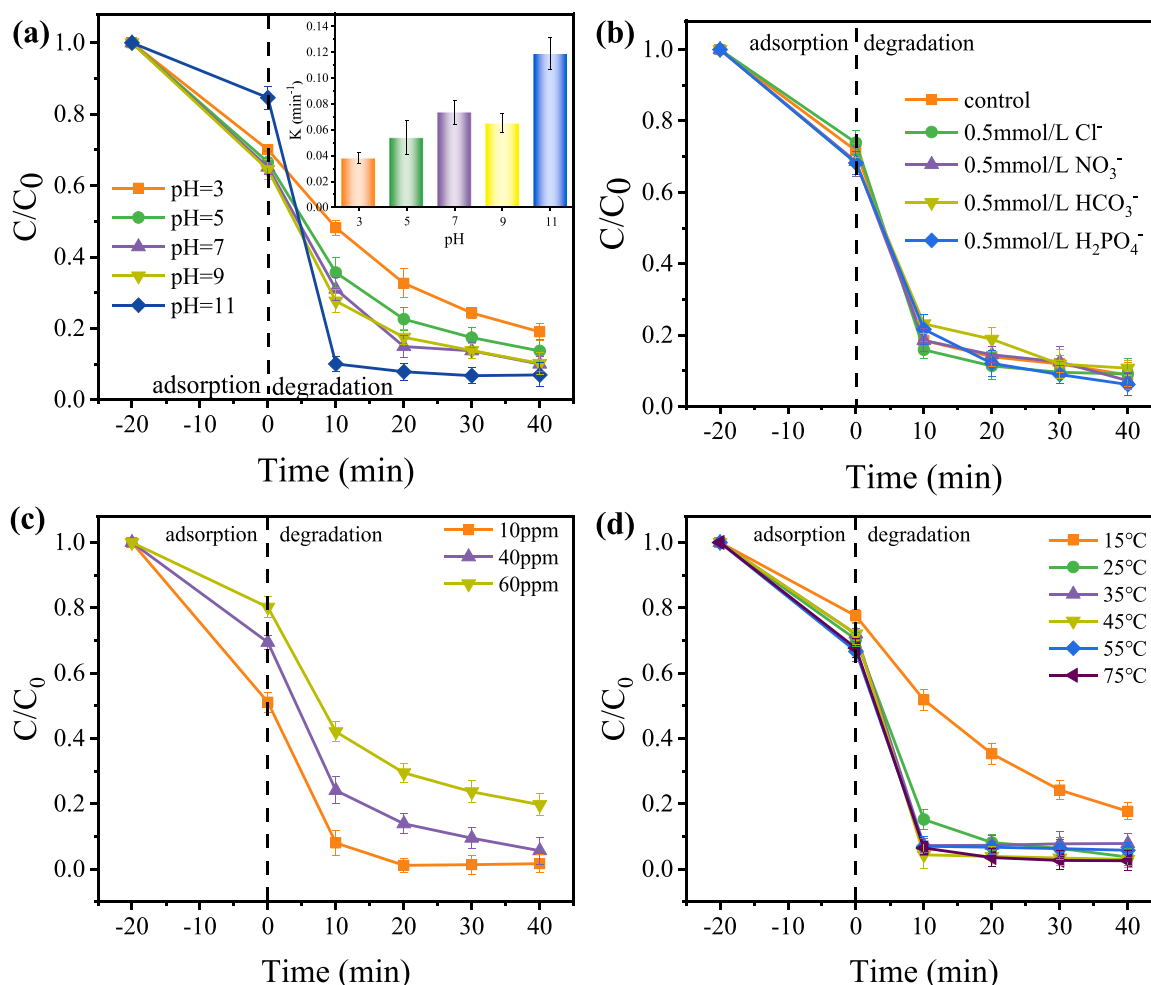 (a)
C/C0
1.0
0.8
0.6
0.4
0.2
0.0
-20
-10
0
10
20
30
40
Time (min)
pH=3
pH=5
pH=7
pH=9
pH=11
adsorption
degradation
K (min⁻¹)
0.14
0.12
0.10
0.08
0.06
0.04
0.02
0.00
3
5
7
9
11
pH
(b)
adsorption
degradation
C/C0
1.0
0.8
0.6
0.4
0.2
0.0
control
0.5mmol/L Cl⁻
0.5mmol/L NO₃⁻
0.5mmol/L HCO₃⁻
0.5mmol/L H₂PO₄⁻
-20
-10
0
10
20
30
40
Time (min)
(c)
adsorption
degradation
C/C₀
1.0
0.8
0.6
0.4
0.2
0.0
10ppm
40ppm
60ppm
-20
-10
0
10
20
30
40
Time (min)
(d)
adsorption
degradation
C/C₀
1.0
0.8
0.6
0.4
0.2
0.0
15℃
25℃
35℃
45℃
55℃
75℃
-20
-10
0
10
20
30
40
Time (min)